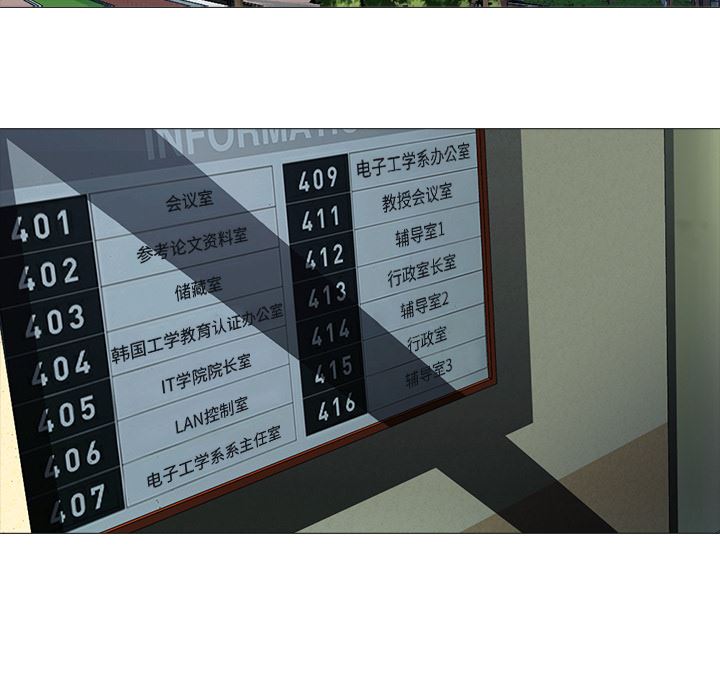 INFORMATIO
401 会议室
402 参考论文资料室
403 储藏室
404 韩国工学教育认证办公室
405 IT学院院长室
406 LAN控制室
407 电子工学系系主任室
409 电子工学系办公室
411 教授会议室
412 辅导室1
413 行政室长室
414 辅导室2
415 行政室
416 辅导室3